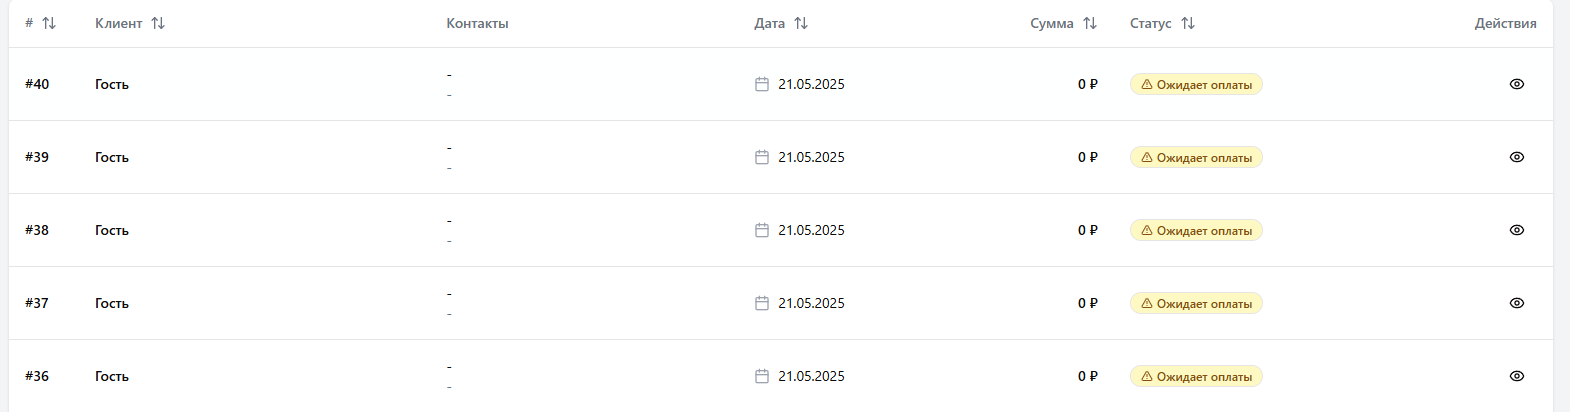 # Клиент Контакты Дата Сумма Статус Действия
#40 Гость - 21.05.2025 0 ₽ Ожидает оплаты
-
#39 Гость - 21.05.2025 0 ₽ Ожидает оплаты
-
#38 Гость - 21.05.2025 0 ₽ Ожидает оплаты
-
#37 Гость - 21.05.2025 0 ₽ Ожидает оплаты
-
#36 Гость - 21.05.2025 0 ₽ Ожидает оплаты
-